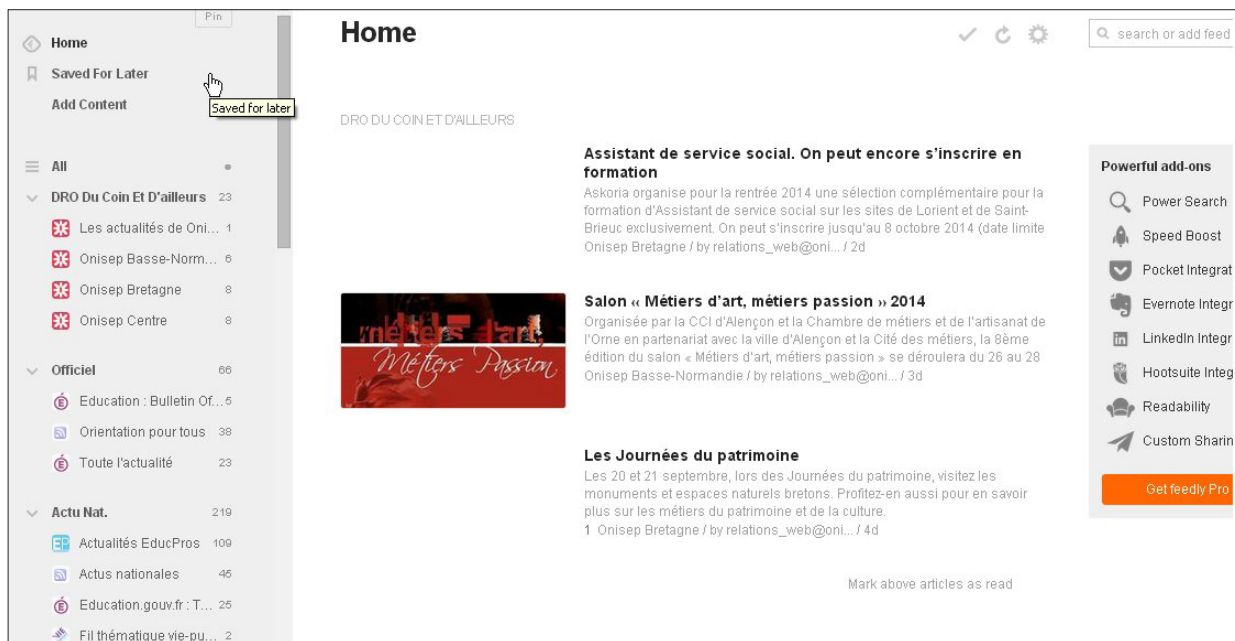 Pin
Home
Saved For Later
Add Content
Saved for later
All
DRO Du Coin Et D'ailleurs 23
Les actualités de Oni... 1
Onisep Basse-Norm... 6
Onisep Bretagne 8
Onisep Centre 8
Officiel 66
Education : Bulletin Of... 5
Orientation pour tous 38
Toute l'actualité 23
Actu Nat. 219
EP Actualités EducPros 109
Actus nationales 45
Education.gouv.fr : T... 25
Fil thématique vie-pu... 2
Home
search or add feed
DRO DU COIN ET D'AILLEURS
Assistant de service social. On peut encore s'inscrire en
formation
Askoria organise pour la rentrée 2014 une sélection complémentaire pour la
formation d'Assistant de service social sur les sites de Lorient et de Saint-
Brieuc exclusivement. On peut s'inscrire jusqu'au 8 octobre 2014 (date limite
Onisep Bretagne / by relations_web@oni... / 2d
métiers d'art,
Métiers Passion
Salon « Métiers d'art, métiers passion » 2014
Organisée par la CCI d'Alençon et la Chambre de métiers et de l'artisanat de
l'Orne en partenariat avec la ville d'Alençon et la Cité des métiers, la 8ème
édition du salon « Métiers d'art, métiers passion » se déroulera du 26 au 28
Onisep Basse-Normandie / by relations_web@oni... / 3d
Les Journées du patrimoine
Les 20 et 21 septembre, lors des Journées du patrimoine, visitez les
monuments et espaces naturels bretons. Profitez-en aussi pour en savoir
plus sur les métiers du patrimoine et de la culture.
1 Onisep Bretagne / by relations_web@oni... / 4d
Mark above articles as read
Powerful add-ons
Power Search
Speed Boost
Pocket Integrat
Evernote Integr
LinkedIn Integr
Hootsuite Integ
Readability
Custom Sharin
Get feedly Pro